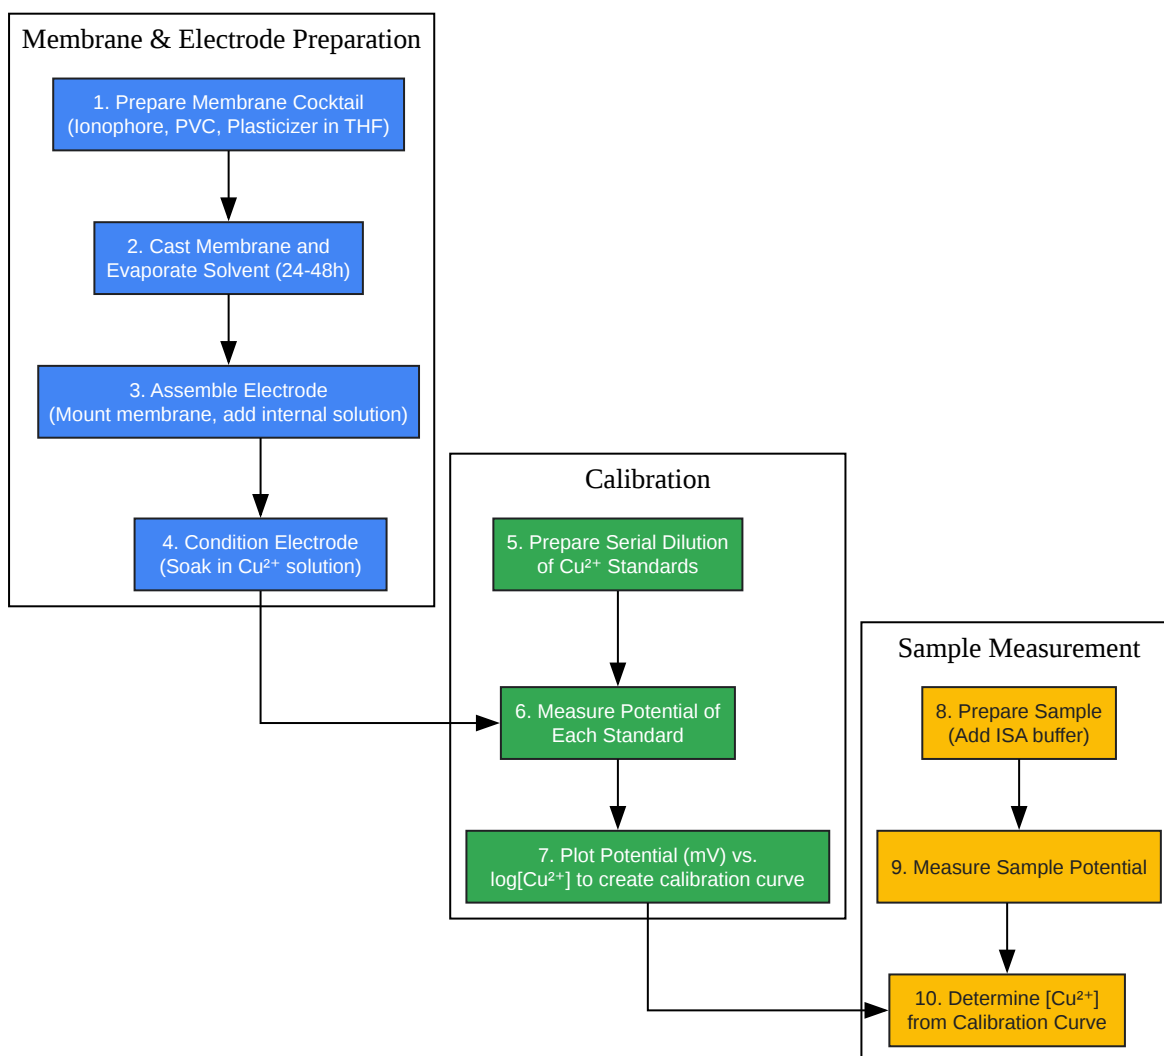 Membrane & Electrode Preparation
1. Prepare Membrane Cocktail
(Ionophore, PVC, Plasticizer in THF)
2. Cast Membrane and
Evaporate Solvent (24-48h)
3. Assemble Electrode
(Mount membrane, add internal solution)
4. Condition Electrode
(Soak in Cu²⁺ solution)
Calibration
5. Prepare Serial Dilution
of Cu²⁺ Standards
6. Measure Potential of
Each Standard
7. Plot Potential (mV) vs.
log[Cu²⁺] to create calibration curve
Sample Measurement
8. Prepare Sample
(Add ISA buffer)
9. Measure Sample Potential
10. Determine [Cu²⁺]
from Calibration Curve